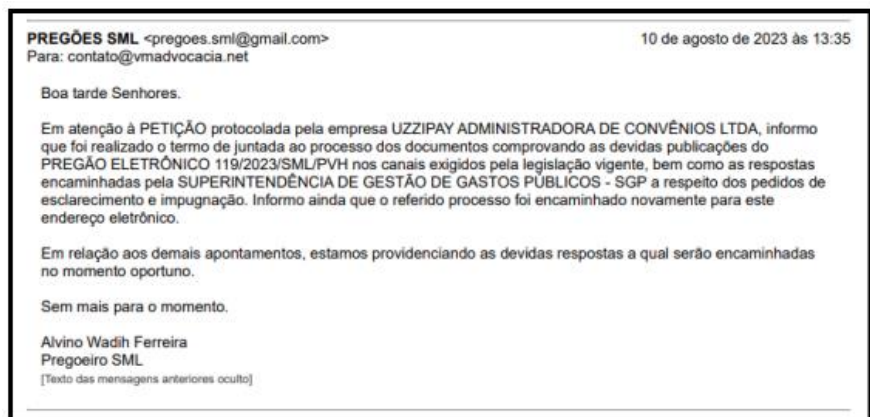 PREGÕES SML <pregoes.sml@gmail.com> 10 de agosto de 2023 às 13:35
Para: contato@vmadvocacia.net
Boa tarde Senhores.
Em atenção à PETIÇÃO protocolada pela empresa UZZIPAY ADMINISTRADORA DE CONVÊNIOS LTDA, informo
que foi realizado o termo de juntada ao processo dos documentos comprovando as devidas publicações do
PREGÃO ELETRÔNICO 119/2023/SML/PVH nos canais exigidos pela legislação vigente, bem como as respostas
encaminhadas pela SUPERINTENDÊNCIA DE GESTÃO DE GASTOS PÚBLICOS - SGP a respeito dos pedidos de
esclarecimento e impugnação. Informo ainda que o referido processo foi encaminhado novamente para este
endereço eletrônico.
Em relação aos demais apontamentos, estamos providenciando as devidas respostas a qual serão encaminhadas
no momento oportuno.
Sem mais para o momento.
Alvino Wadih Ferreira
Pregoeiro SML
[Texto das mensagens anteriores oculto]